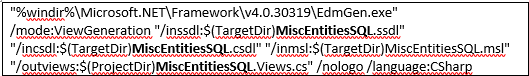 "%windir%\Microsoft.NET\Framework\v4.0.30319\EdmGen.exe"
/mode:ViewGeneration "/inssdl:$(TargetDir)MiscEntitiesSQL.ssdl"
"/incsdl:$(TargetDir)MiscEntitiesSQL.csdl" "/inmsl:$(TargetDir)MiscEntitiesSQL.msl"
"/outviews:$(ProjectDir)MiscEntitiesSQL.Views.cs" /nologo /language:CSharp